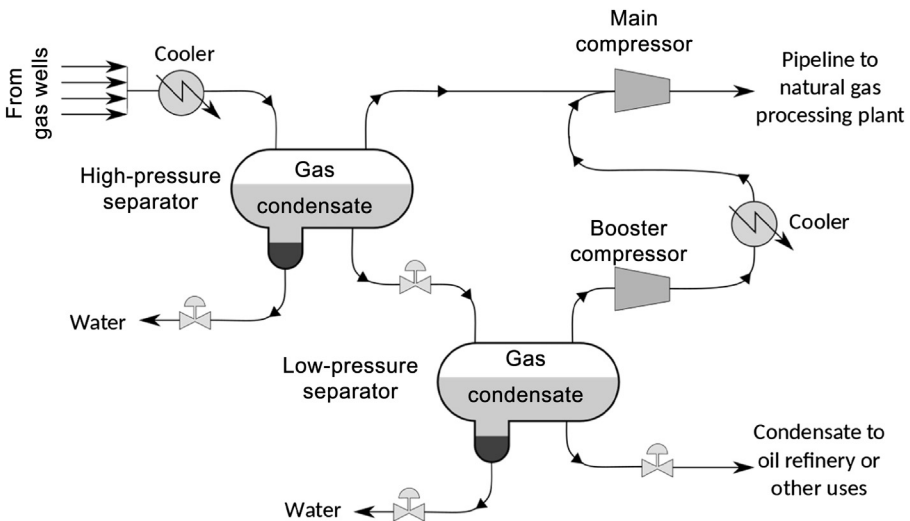 Main
compressor
Cooler
From
gas wells
Pipeline to
natural gas
processing plant
High-pressure
separator
Gas
condensate
Cooler
Booster
compressor
Water
Low-pressure
separator
Gas
condensate
Condensate to
oil refinery or
other uses
Water